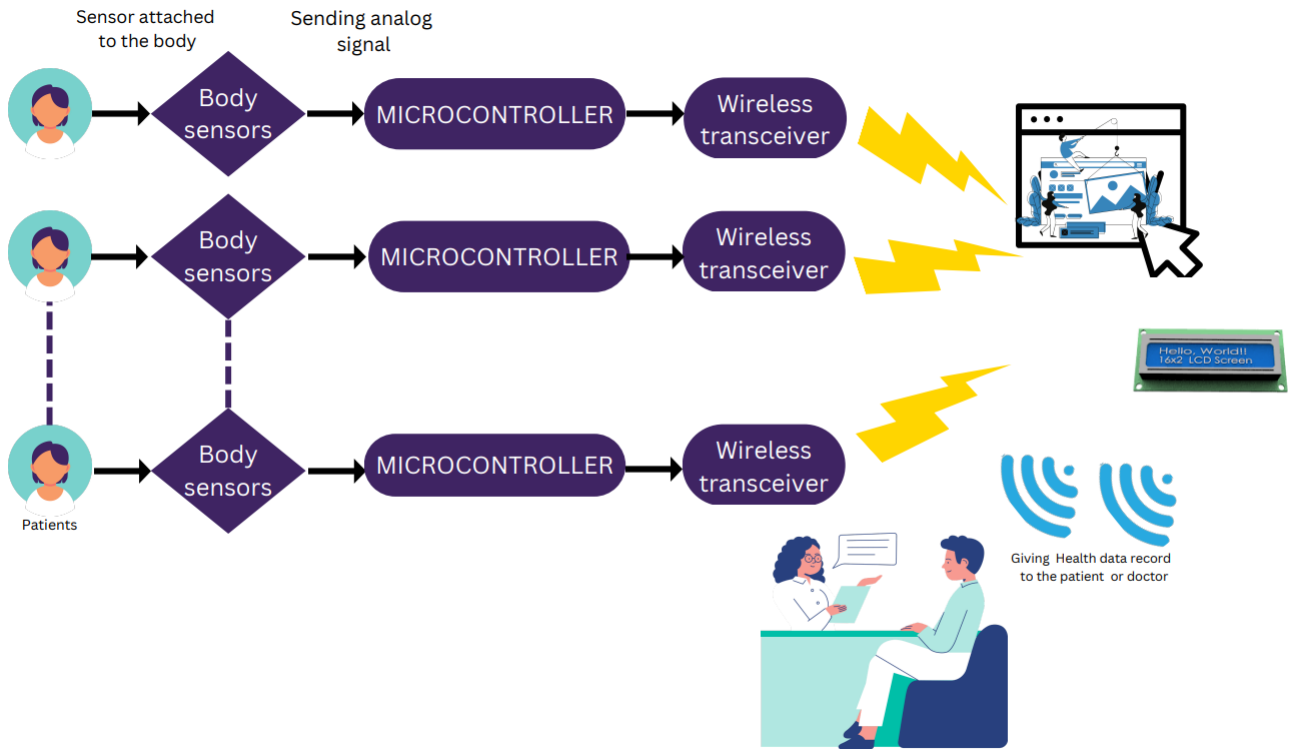 Sensor attached
to the body
Sending analog
signal
Body
sensors
MICROCONTROLLER
Wireless
transceiver
Body
sensors
MICROCONTROLLER
Wireless
transceiver
Hello, World!!
16x2 LCD Screen
Body
sensors
MICROCONTROLLER
Wireless
transceiver
Patients
Giving Health data record
to the patient or doctor